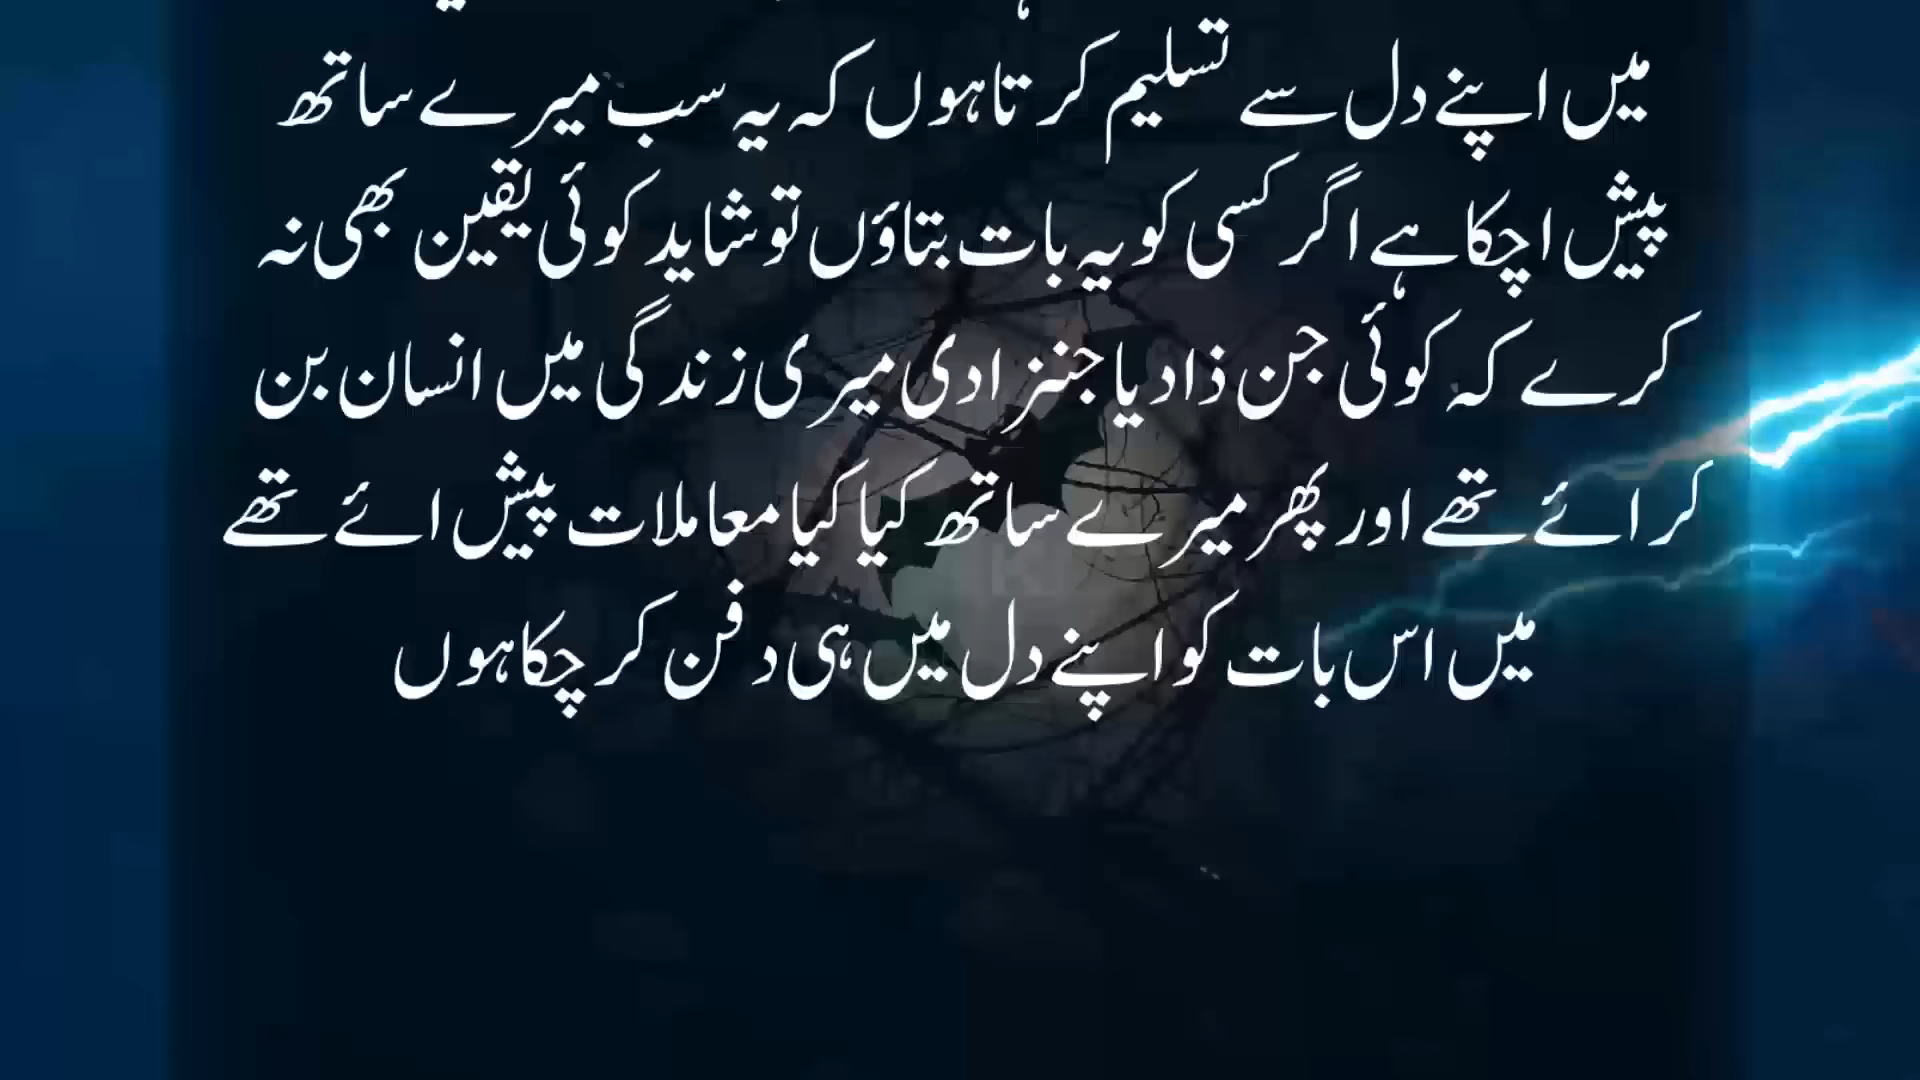 میں اپنے دل سے تسلیم کرتا ہوں کہ یہ سب میرے ساتھ
پیش اچکا ہے اگر کسی کو یہ بات بتاؤں تو شاید کوئی یقین بھی نہ
کرے کہ کوئی جن ذاد یا جنزادی میری زندگی میں انسان بن
کر ائے تھے اور پھر میرے ساتھ کیا کیا معاملات پیش ائے تھے
میں اس بات کو اپنے دل میں ہی دفن کر چکا ہوں